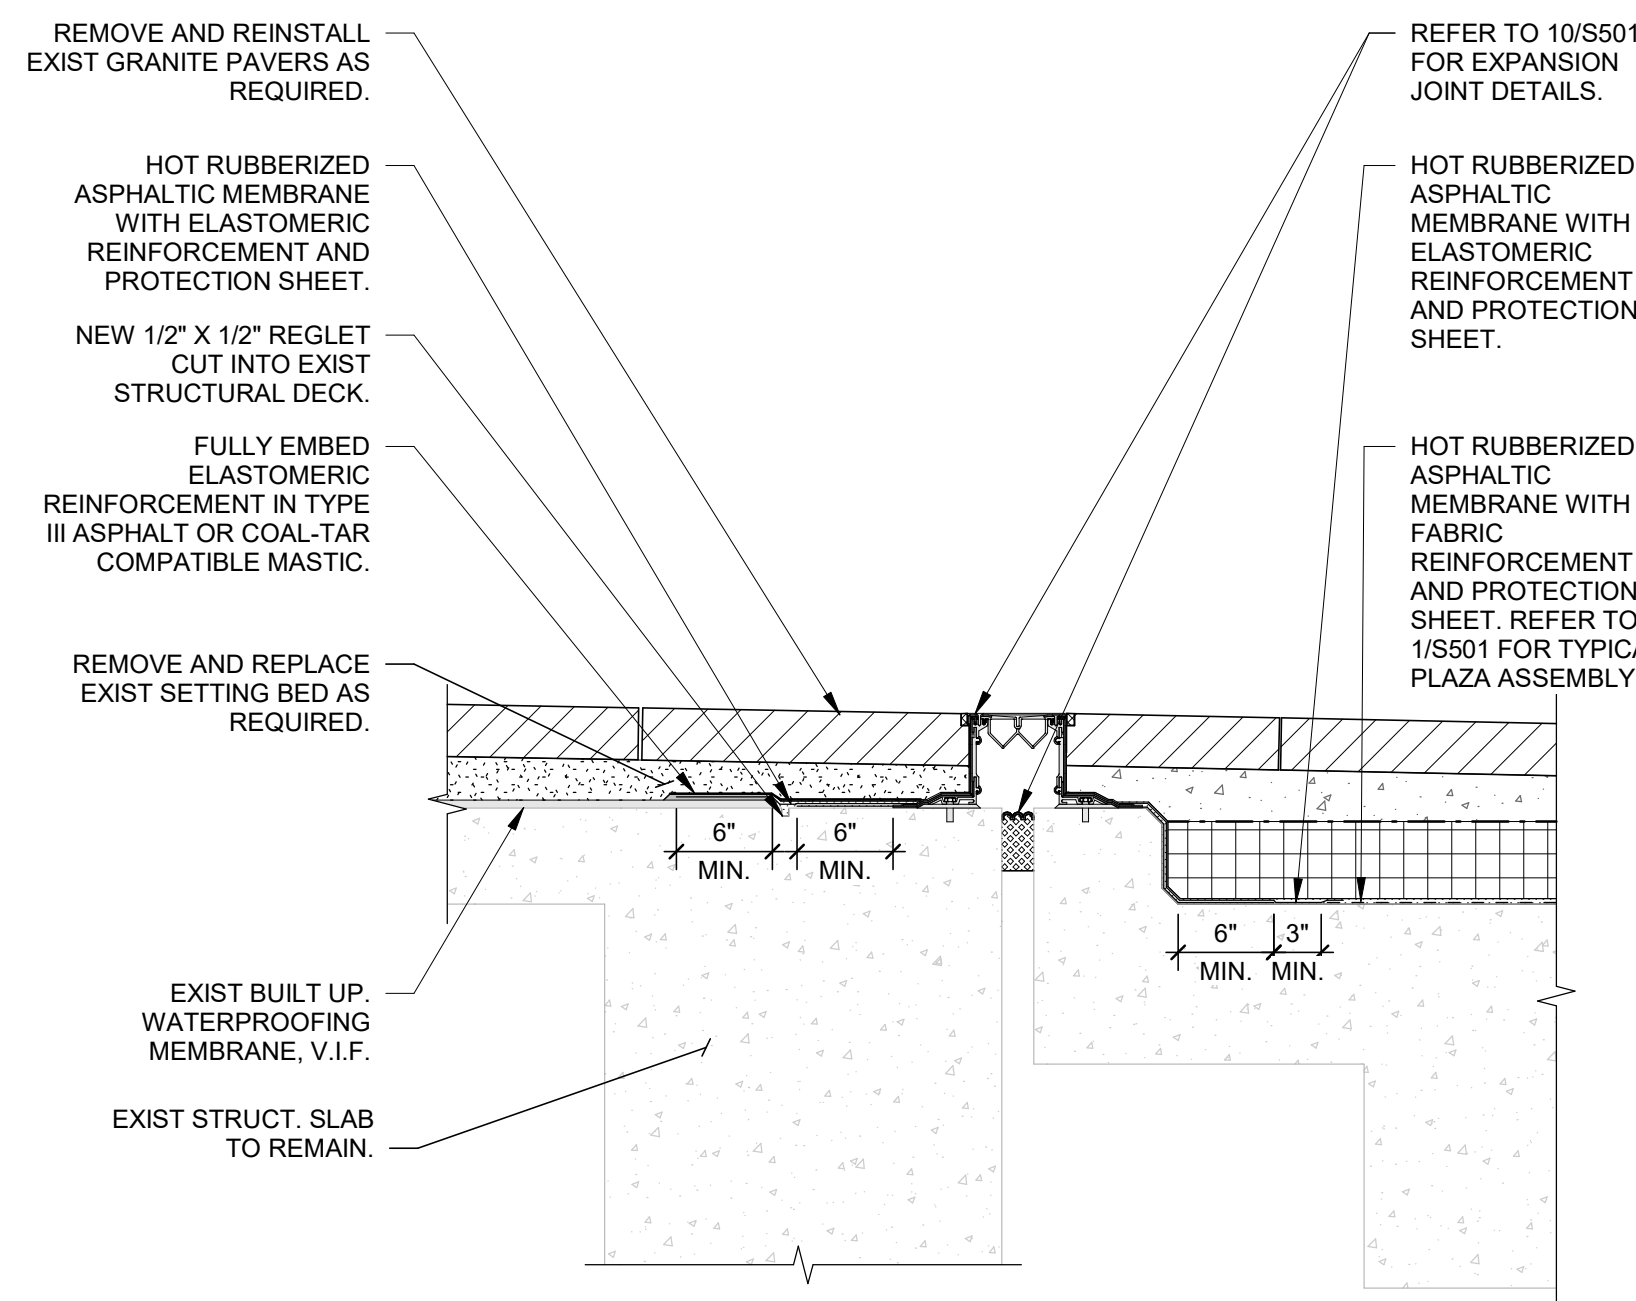 REMOVE AND REINSTALL
EXIST GRANITE PAVERS AS
REQUIRED.
HOT RUBBERIZED
ASPHALTIC MEMBRANE
WITH ELASTOMERIC
REINFORCEMENT AND
PROTECTION SHEET.
NEW 1/2" X 1/2" REGLET
CUT INTO EXIST
STRUCTURAL DECK.
FULLY EMBED
ELASTOMERIC
REINFORCEMENT IN TYPE
III ASPHALT OR COAL-TAR
COMPATIBLE MASTIC.
REMOVE AND REPLACE
EXIST SETTING BED AS
REQUIRED.
EXIST BUILT UP.
WATERPROOFING
MEMBRANE, V.I.F.
EXIST STRUCT. SLAB
TO REMAIN.
6"
MIN.
6"
MIN.
6"
MIN.
3"
MIN.
REFER TO 10/S501
FOR EXPANSION
JOINT DETAILS.
HOT RUBBERIZED
ASPHALTIC
MEMBRANE WITH
ELASTOMERIC
REINFORCEMENT
AND PROTECTION
SHEET.
HOT RUBBERIZED
ASPHALTIC
MEMBRANE WITH
FABRIC
REINFORCEMENT
AND PROTECTION
SHEET. REFER TO
1/S501 FOR
PLAZA ASSEMBLY